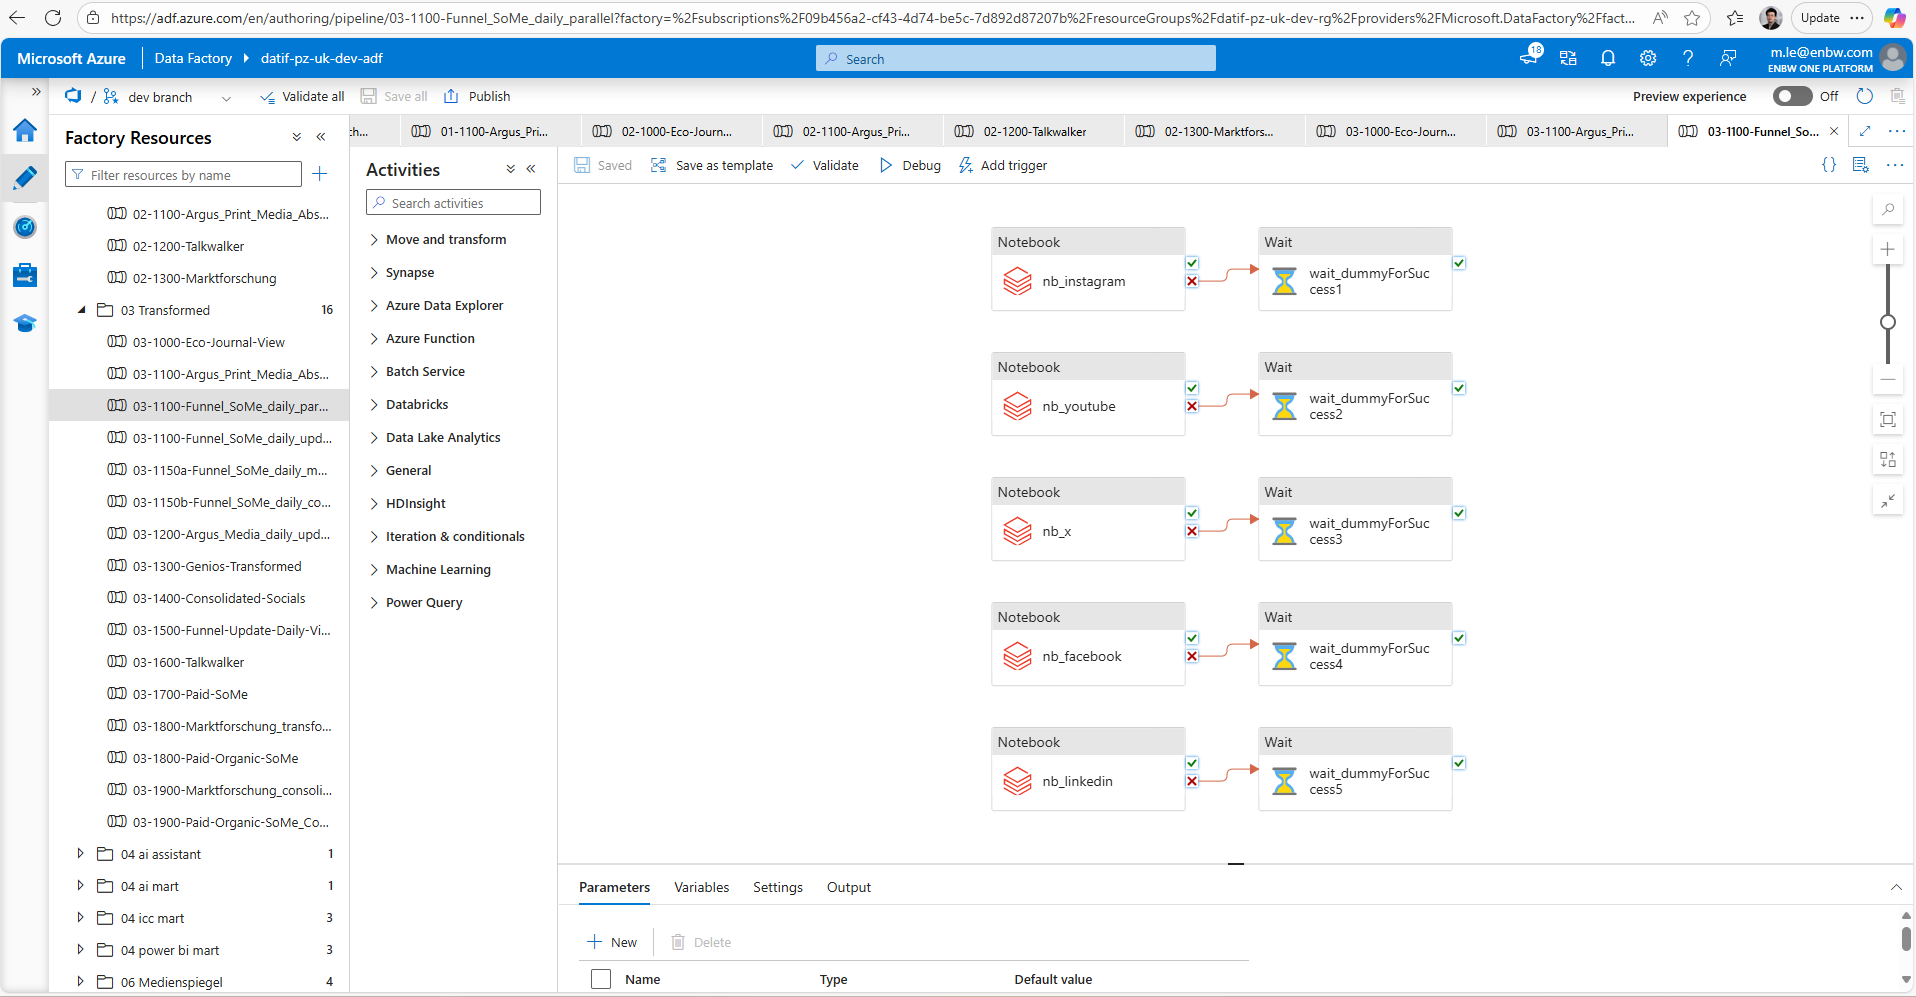 https://adf.azure.com/en/authoring/pipeline/03-1100-Funnel_SoMe_daily_parallel?factory=%2Fsubscriptions%2F09b456a2-cf43-4d74-be5c-7d892d87207b%2FresourceGroups%2Fdatif-pz-uk-dev-rg%2Fproviders%2FMicrosoft.DataFactory%2Ffact...
Update
Microsoft Azure
Data Factory
datif-pz-uk-dev-adf
Search
18
m.le@enbw.com
ENBW ONE PLATFORM
/
dev branch
Validate all
Save all
Publish
Preview experience
Off
Factory Resources
Filter resources by name
02-1100-Argus_Print_Media_Abs...
02-1200-Talkwalker
02-1300-Marktforschung
03 Transformed
16
03-1000-Eco-Journal-View
03-1100-Argus_Print_Media_Abs...
03-1100-Funnel_SoMe_daily_par...
03-1100-Funnel_SoMe_daily_upd...
03-1150a-Funnel_SoMe_daily_m...
03-1150b-Funnel_SoMe_daily_co...
03-1200-Argus_Media_daily_upd...
03-1300-Genios-Transformed
03-1400-Consolidated-Socials
03-1500-Funnel-Update-Daily-Vi...
03-1600-Talkwalker
03-1700-Paid-SoMe
03-1800-Marktforschung_transfo...
03-1800-Paid-Organic-SoMe
03-1900-Marktforschung_consoli...
03-1900-Paid-Organic-SoMe_Co...
04 ai assistant
1
04 ai mart
1
04 icc mart
3
04 power bi mart
3
06 Medienspiegel
4
ch...
01-1100-Argus_Pri...
02-1000-Eco-Journ...
02-1100-Argus_Pri...
02-1200-Talkwalker
02-1300-Marktfors...
03-1000-Eco-Journ...
03-1100-Argus_Pri...
03-1100-Funnel_So...
Activities
Search activities
Move and transform
Synapse
Azure Data Explorer
Azure Function
Batch Service
Databricks
Data Lake Analytics
General
HDInsight
Iteration & conditionals
Machine Learning
Power Query
Saved
Save as template
Validate
Debug
Add trigger
{}
Notebook
nb_instagram
Wait
wait_dummyForSuc
cess1
Notebook
nb_youtube
Wait
wait_dummyForSuc
cess2
Notebook
nb_x
Wait
wait_dummyForSuc
cess3
Notebook
nb_facebook
Wait
wait_dummyForSuc
cess4
Notebook
nb_linkedin
Wait
wait_dummyForSuc
cess5
Parameters
Variables
Settings
Output
New
Delete
Name
Type
Default value